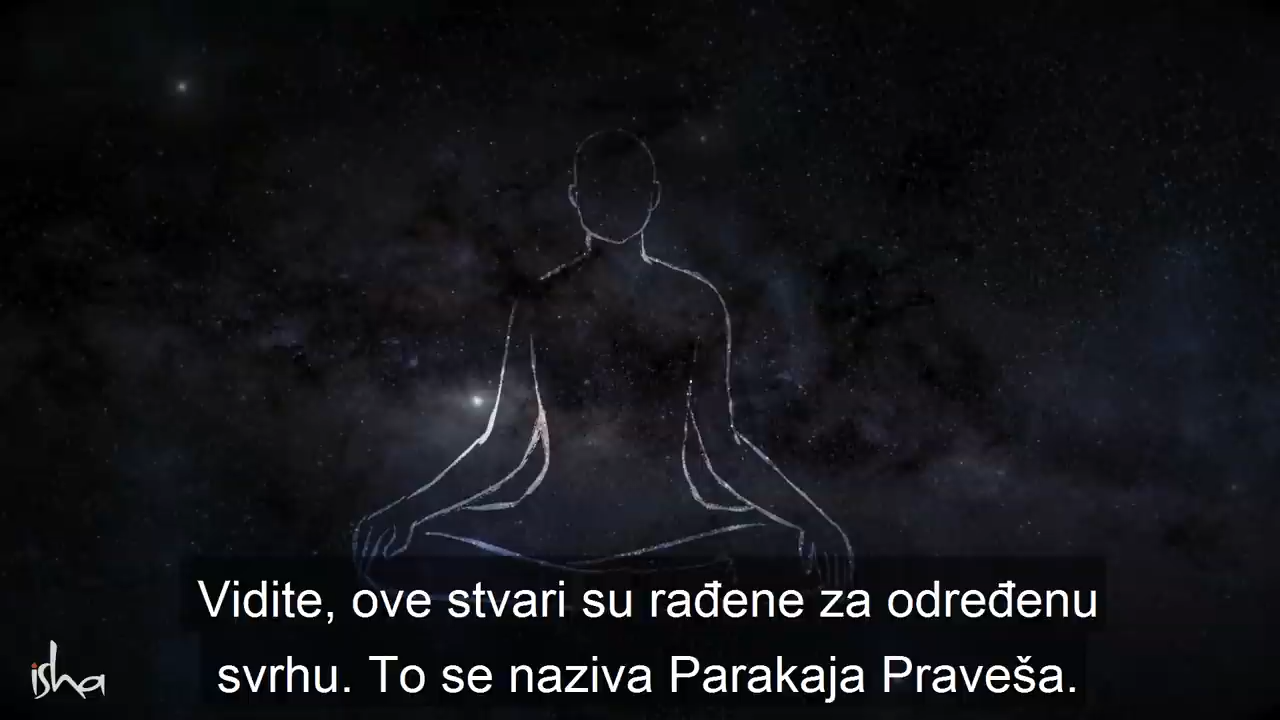 Vidite, ove stvari su rađene za određenu
svrhu. To se naziva Parakaja Praveša.
isha